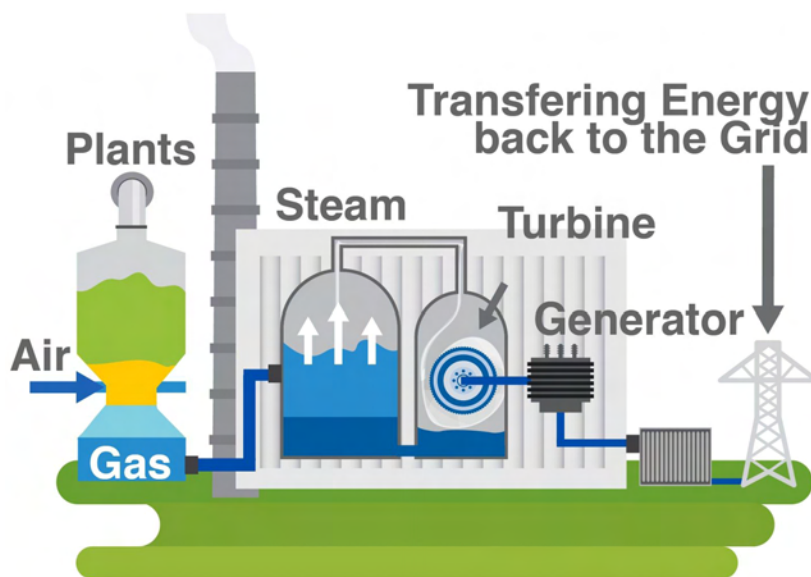 Transfering Energy
back to the Grid
Plants
Steam
Turbine
Generator
Air
Gas